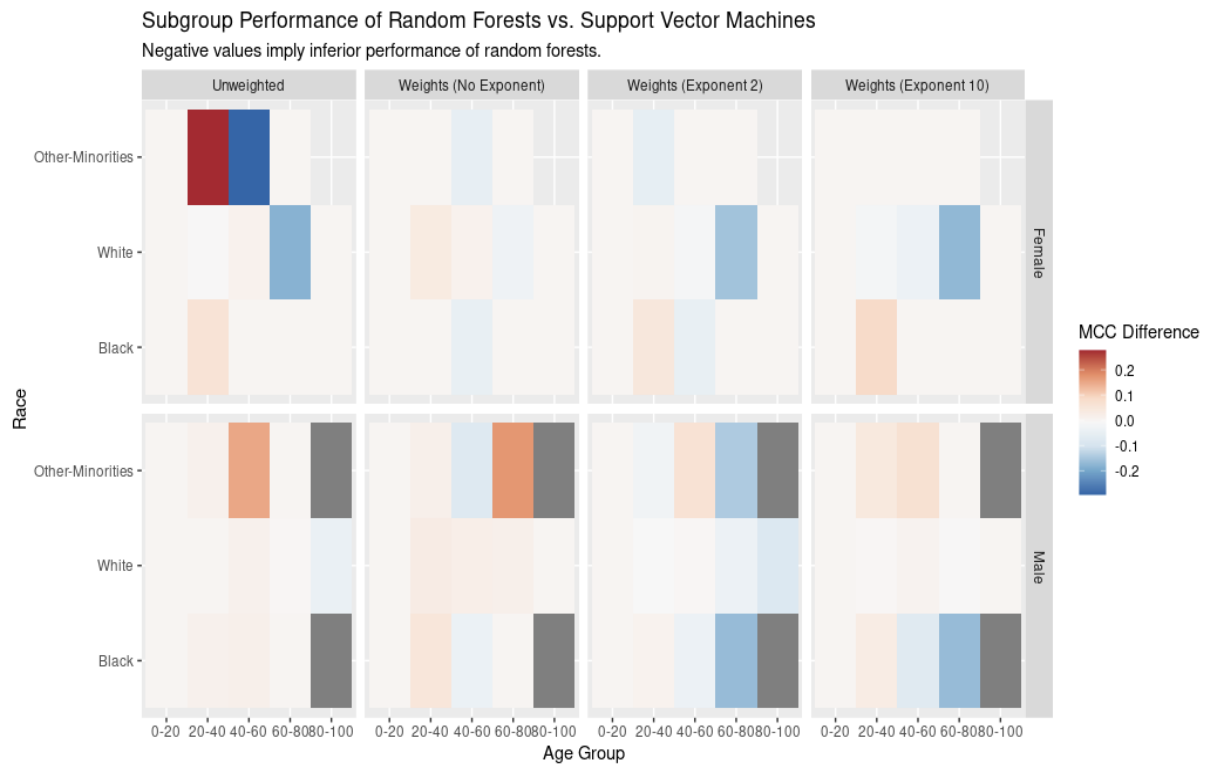 Subgroup Performance of Random Forests vs. Support Vector Machines
Negative values imply inferior performance of random forests.
Unweighted
Weights (No Exponent)
Weights (Exponent 2)
Weights (Exponent 10)
Other-Minorities
White
Black
Female
Other-Minorities
White
Black
Male
Race
0-20 20-40 40-60 60-80 80-100
0-20 20-40 40-60 60-80 80-100
0-20 20-40 40-60 60-80 80-100
0-20 20-40 40-60 60-80 80-100
Age Group
MCC Difference
0.2
0.1
0.0
-0.1
-0.2